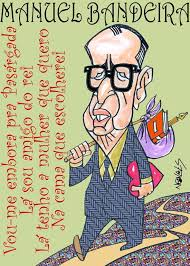 MANUEL BANDEIRA
Vou-me embora pra Pasárgada
Lá sou amigo do rei
Lá tenho a mulher que quero
Na cama que escolherei